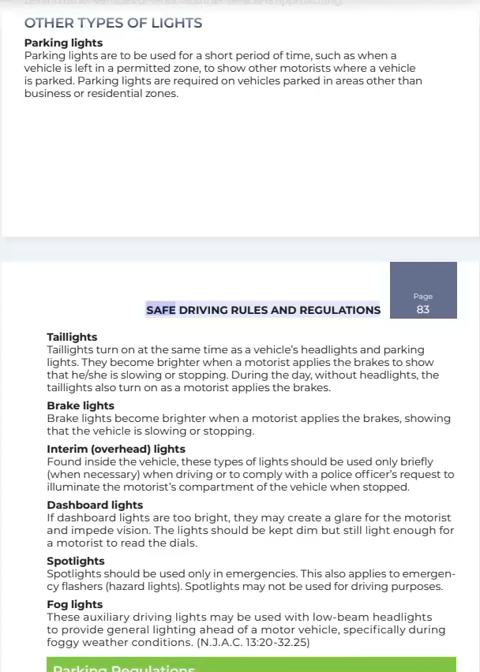 OTHER TYPES OF LIGHTS
Parking lights
Parking lights are to be used for a short period of time, such as when a
vehicle is left in a permitted zone, to show other motorists where a vehicle
is parked. Parking lights are required on vehicles parked in areas other than
business or residential zones.
Page
SAFE DRIVING RULES AND REGULATIONS 83
Taillights
Taillights turn on at the same time as a vehicle's headlights and parking
lights. They become brighter when a motorist applies the brakes to show
that he/she is slowing or stopping. During the day, without headlights, the
taillights also turn on as a motorist applies the brakes.
Brake lights
Brake lights become brighter when a motorist applies the brakes, showing
that the vehicle is slowing or stopping.
Interim (overhead) lights
Found inside the vehicle, these types of lights should be used only briefly
(when necessary) when driving or to comply with a police officer's request to
illuminate the motorist's compartment of the vehicle when stopped.
Dashboard lights
If dashboard lights are too bright, they may create a glare for the motorist
and impede vision. The lights should be kept dim but still light enough for
a motorist to read the dials.
Spotlights
Spotlights should be used only in emergencies. This also applies to emergen-
cy flashers (hazard lights). Spotlights may not be used for driving purposes.
Fog lights
These auxiliary driving lights may be used with low-beam headlights
to provide general lighting ahead of a motor vehicle, specifically during
foggy weather conditions. (N.J.A.C. 13:20-32.25)
Parking Regulations